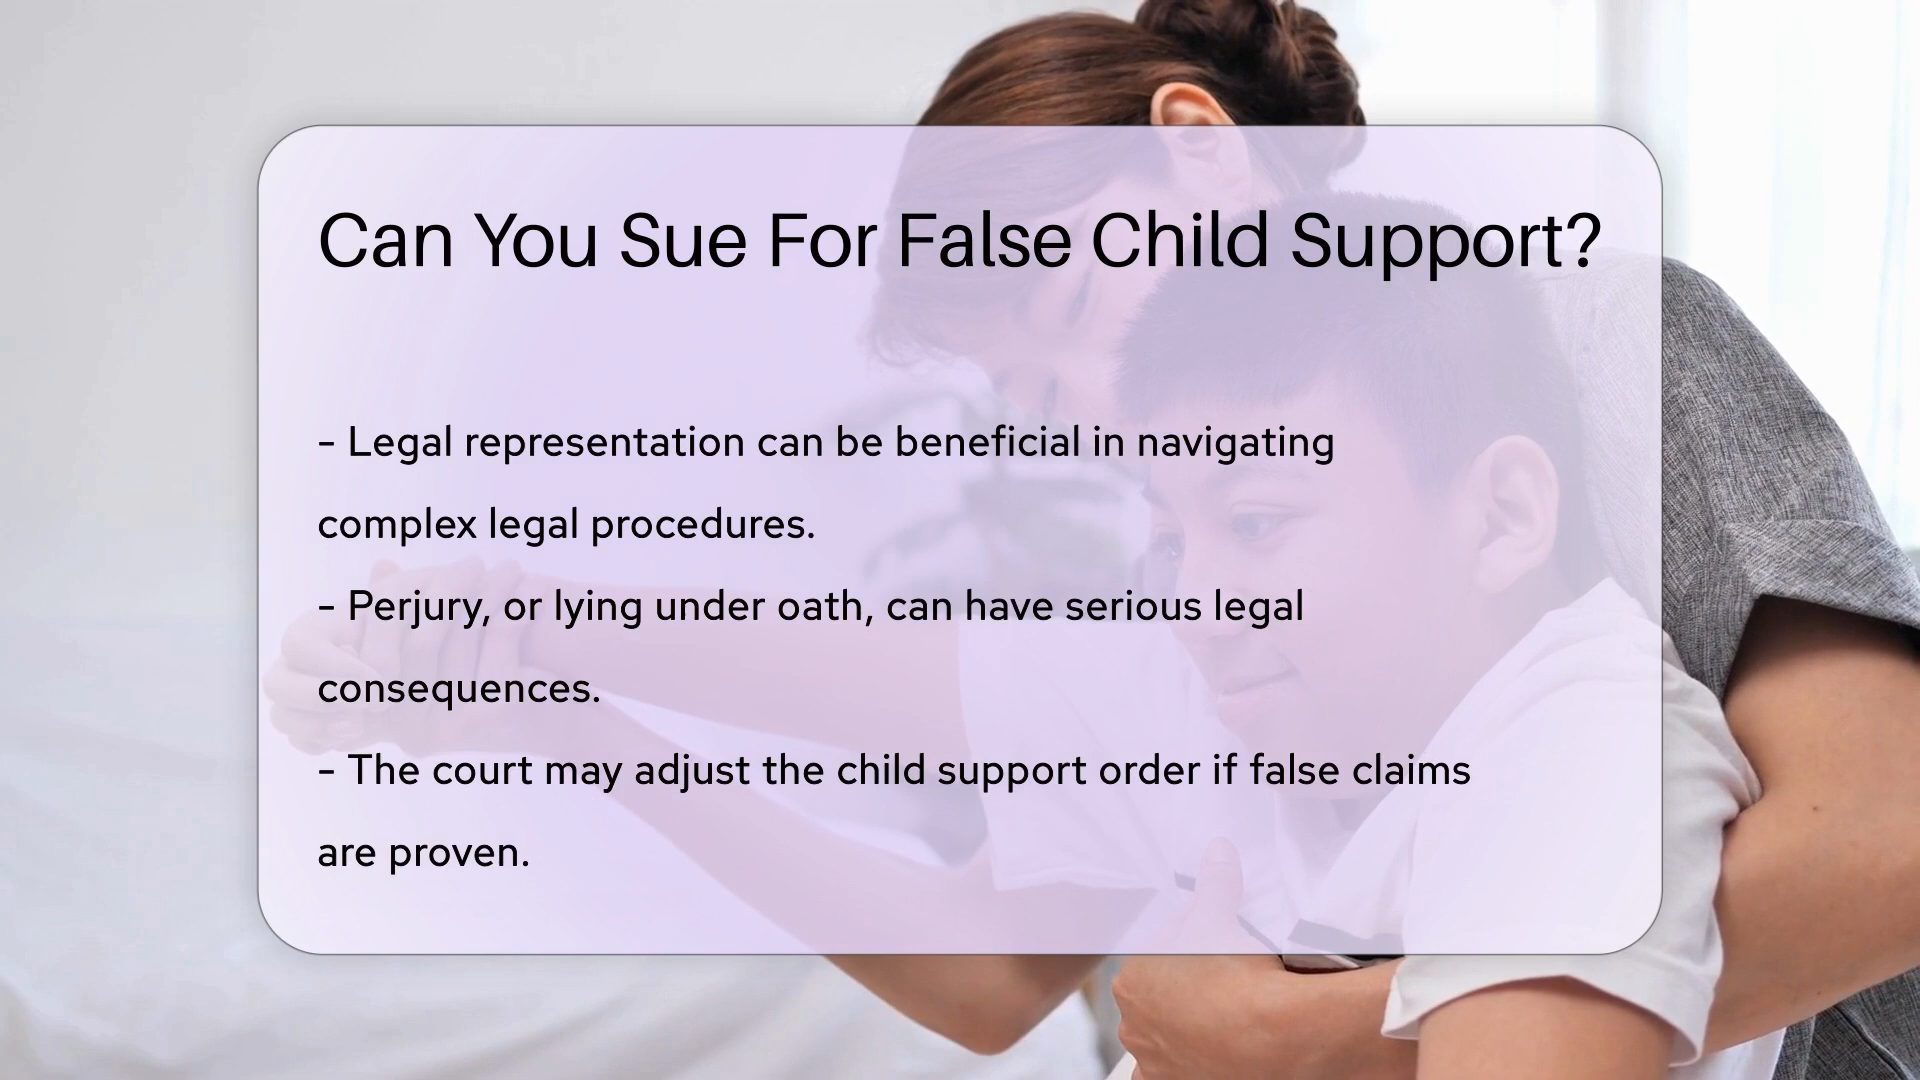 Can You Sue For False Child Support?
- Legal representation can be beneficial in navigating
complex legal procedures.
- Perjury, or lying under oath, can have serious legal
consequences.
- The court may adjust the child support order if false claims
are proven.